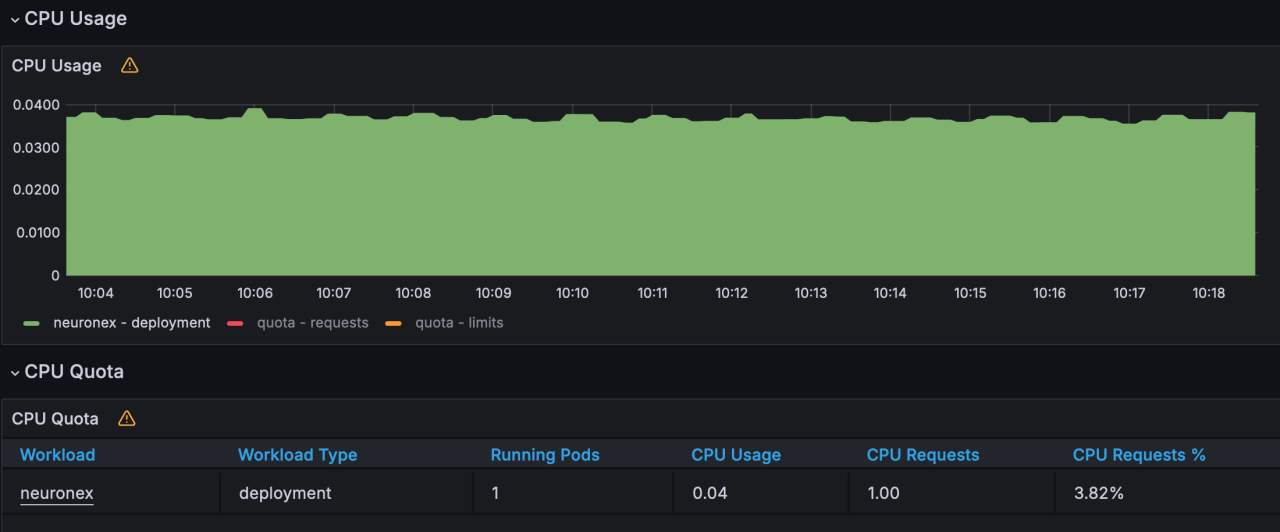 CPU Usage
CPU Usage
0.0400
0.0300
0.0200
0.0100
0
10:04 10:05 10:06 10:07 10:08 10:09 10:10 10:11 10:12 10:13 10:14 10:15 10:16 10:17 10:18
neuronex - deployment quota - requests quota - limits
CPU Quota
CPU Quota
Workload Workload Type Running Pods CPU Usage CPU Requests CPU Requests %
neuronex deployment 1 0.04 1.00 3.82%